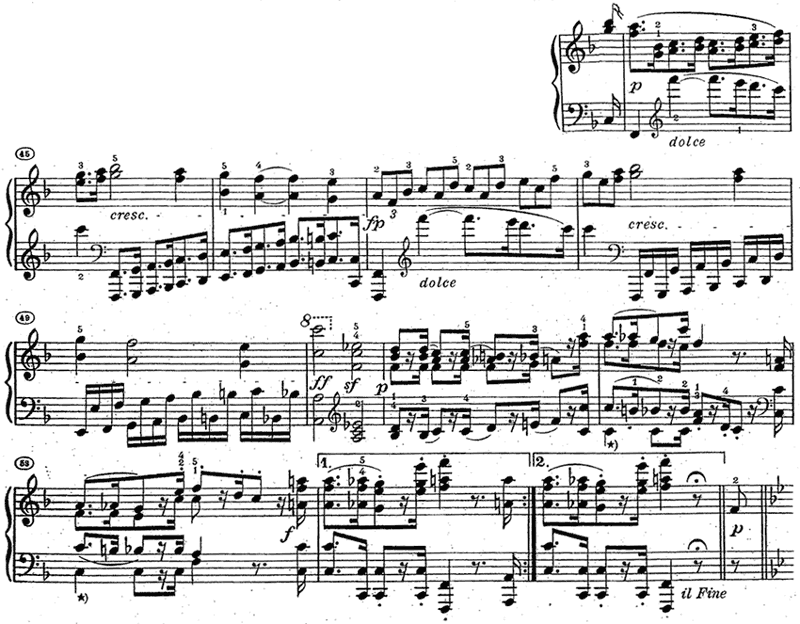 p
dolce
45
cresc.
fp
dolce
cresc.
49
8
ff sf p
*)
53
1. 2.
f p
*) il Fine